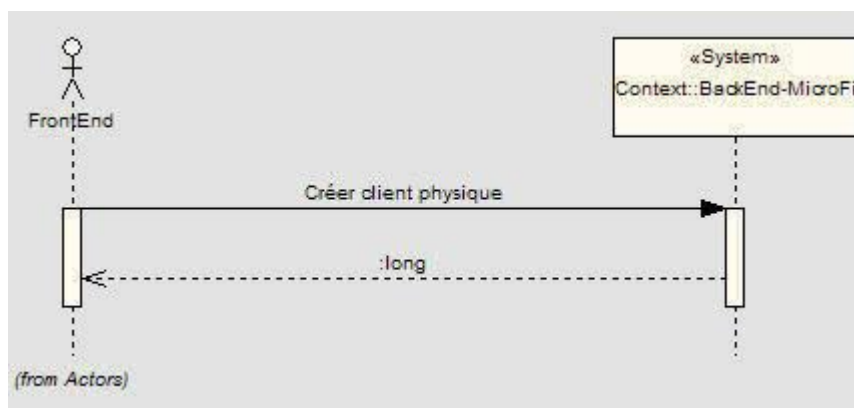 «System»
Context::BackEnd-MicroFi
FrontEnd
Créer client physique
:long
(from Actors)